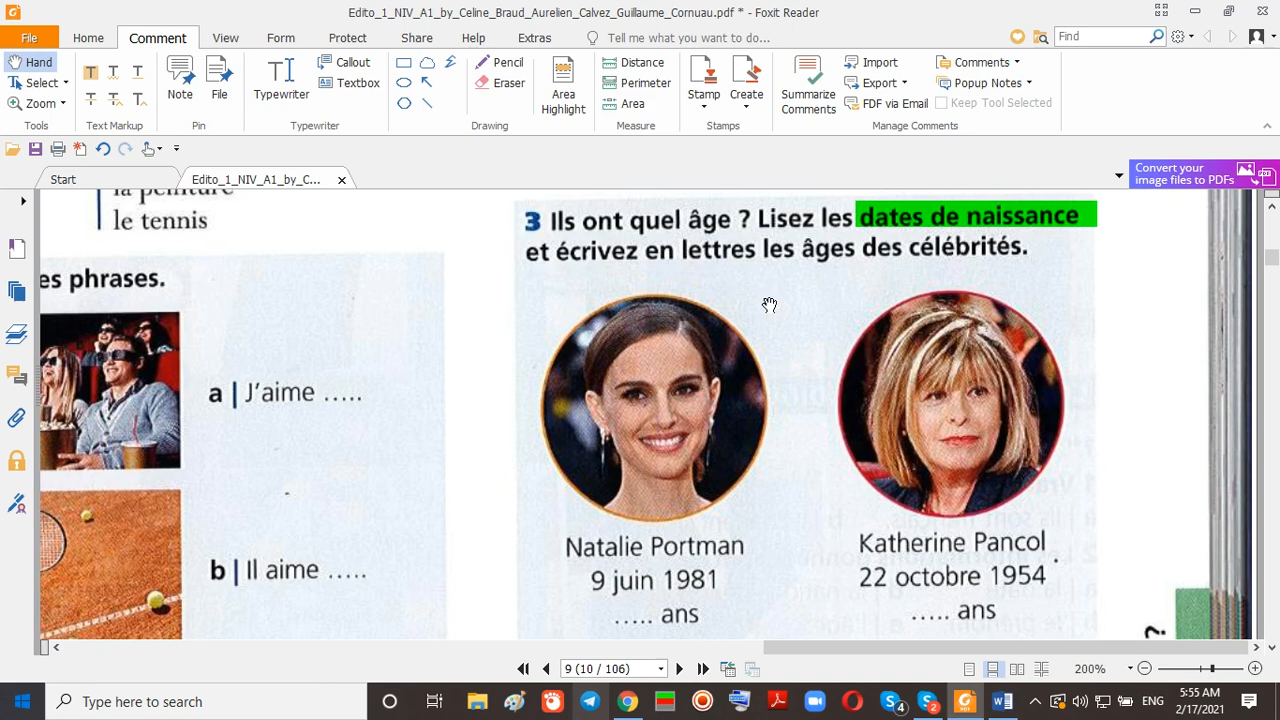 Edito_1_NIV_A1_by_Celine_Braud_Aurelien_Calvez_Guillaume_Cornuau.pdf * - Foxit Reader
File Home Comment View Form Protect Share Help Extras Tell me what you want to do... Find
Hand
Select
Zoom
Tools
Text Markup
Note
File
Pin
Typewriter
Callout
Textbox
Typewriter
Pencil
Eraser
Area Highlight
Drawing
Distance
Perimeter
Area
Measure
Stamp
Create
Stamps
Summarize Comments
Import
Export
FDF via Email
Comments
Popup Notes
Keep Tool Selected
Manage Comments
Start
Edito_1_NIV_A1_by_C...
Convert your
image files to PDFs
la peinture
le tennis
es phrases.
a | J'aime .....
b | Il aime .....
3 Ils ont quel âge ? Lisez les dates de naissance
et écrivez en lettres les âges des célébrités.
Natalie Portman
9 juin 1981
..... ans
Katherine Pancol
22 octobre 1954
..... ans
?
9 (10 / 106)
200%
Type here to search
4
2
ENG
5:55 AM
2/17/2021